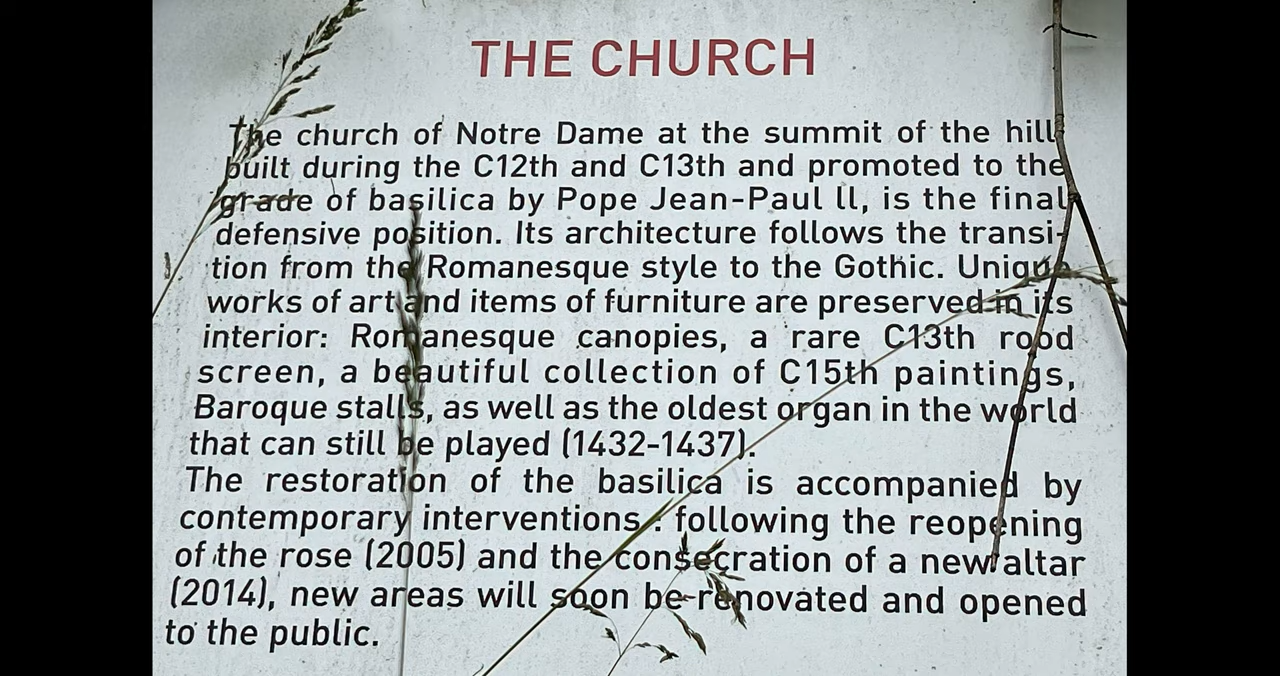 THE CHURCH
The church of Notre Dame at the summit of the hill
built during the C12th and C13th and promoted to the
grade of basilica by Pope Jean-Paul ll, is the final
defensive position. Its architecture follows the transi-
tion from the Romanesque style to the Gothic. Unique
works of art and items of furniture are preserved in its
interior: Romanesque canopies, a rare C13th rood
screen, a beautiful collection of C15th paintings,
Baroque stalls, as well as the oldest organ in the world
that can still be played (1432-1437).
The restoration of the basilica is accompanied by
contemporary interventions : following the reopening
of the rose (2005) and the consecration of a new altar
(2014), new areas will soon be renovated and opened
to the public.